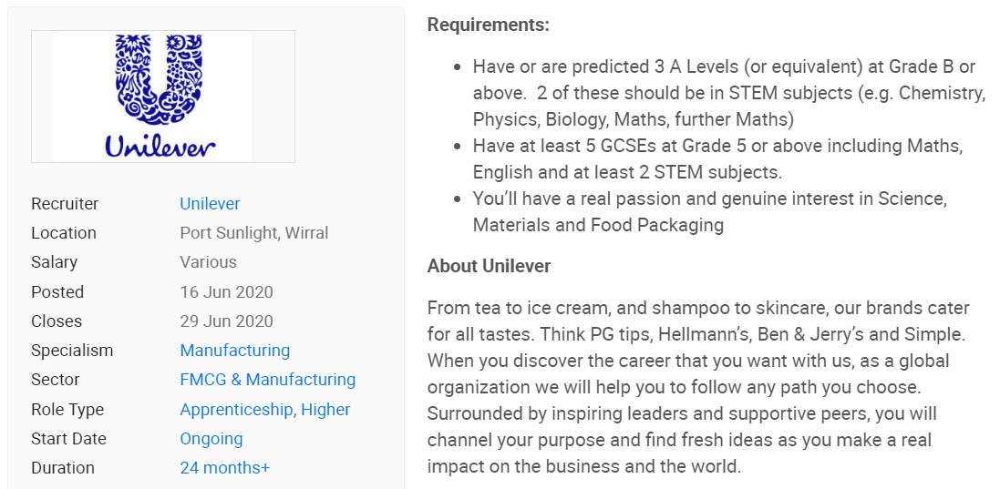 Unilever
Recruiter Unilever
Location Port Sunlight, Wirral
Salary Various
Posted 16 Jun 2020
Closes 29 Jun 2020
Specialism Manufacturing
Sector FMCG & Manufacturing
Role Type Apprenticeship, Higher
Start Date Ongoing
Duration 24 months+
Requirements:
• Have or are predicted 3 A Levels (or equivalent) at Grade B or
above.  2 of these should be in STEM subjects (e.g. Chemistry,
Physics, Biology, Maths, further Maths)
• Have at least 5 GCSEs at Grade 5 or above including Maths,
English and at least 2 STEM subjects.
• You’ll have a real passion and genuine interest in Science,
Materials and Food Packaging
About Unilever
From tea to ice cream, and shampoo to skincare, our brands cater
for all tastes. Think PG tips, Hellmann’s, Ben & Jerry’s and Simple.
When you discover the career that you want with us, as a global
organization we will help you to follow any path you choose.
Surrounded by inspiring leaders and supportive peers, you will
channel your purpose and find fresh ideas as you make a real
impact on the business and the world.